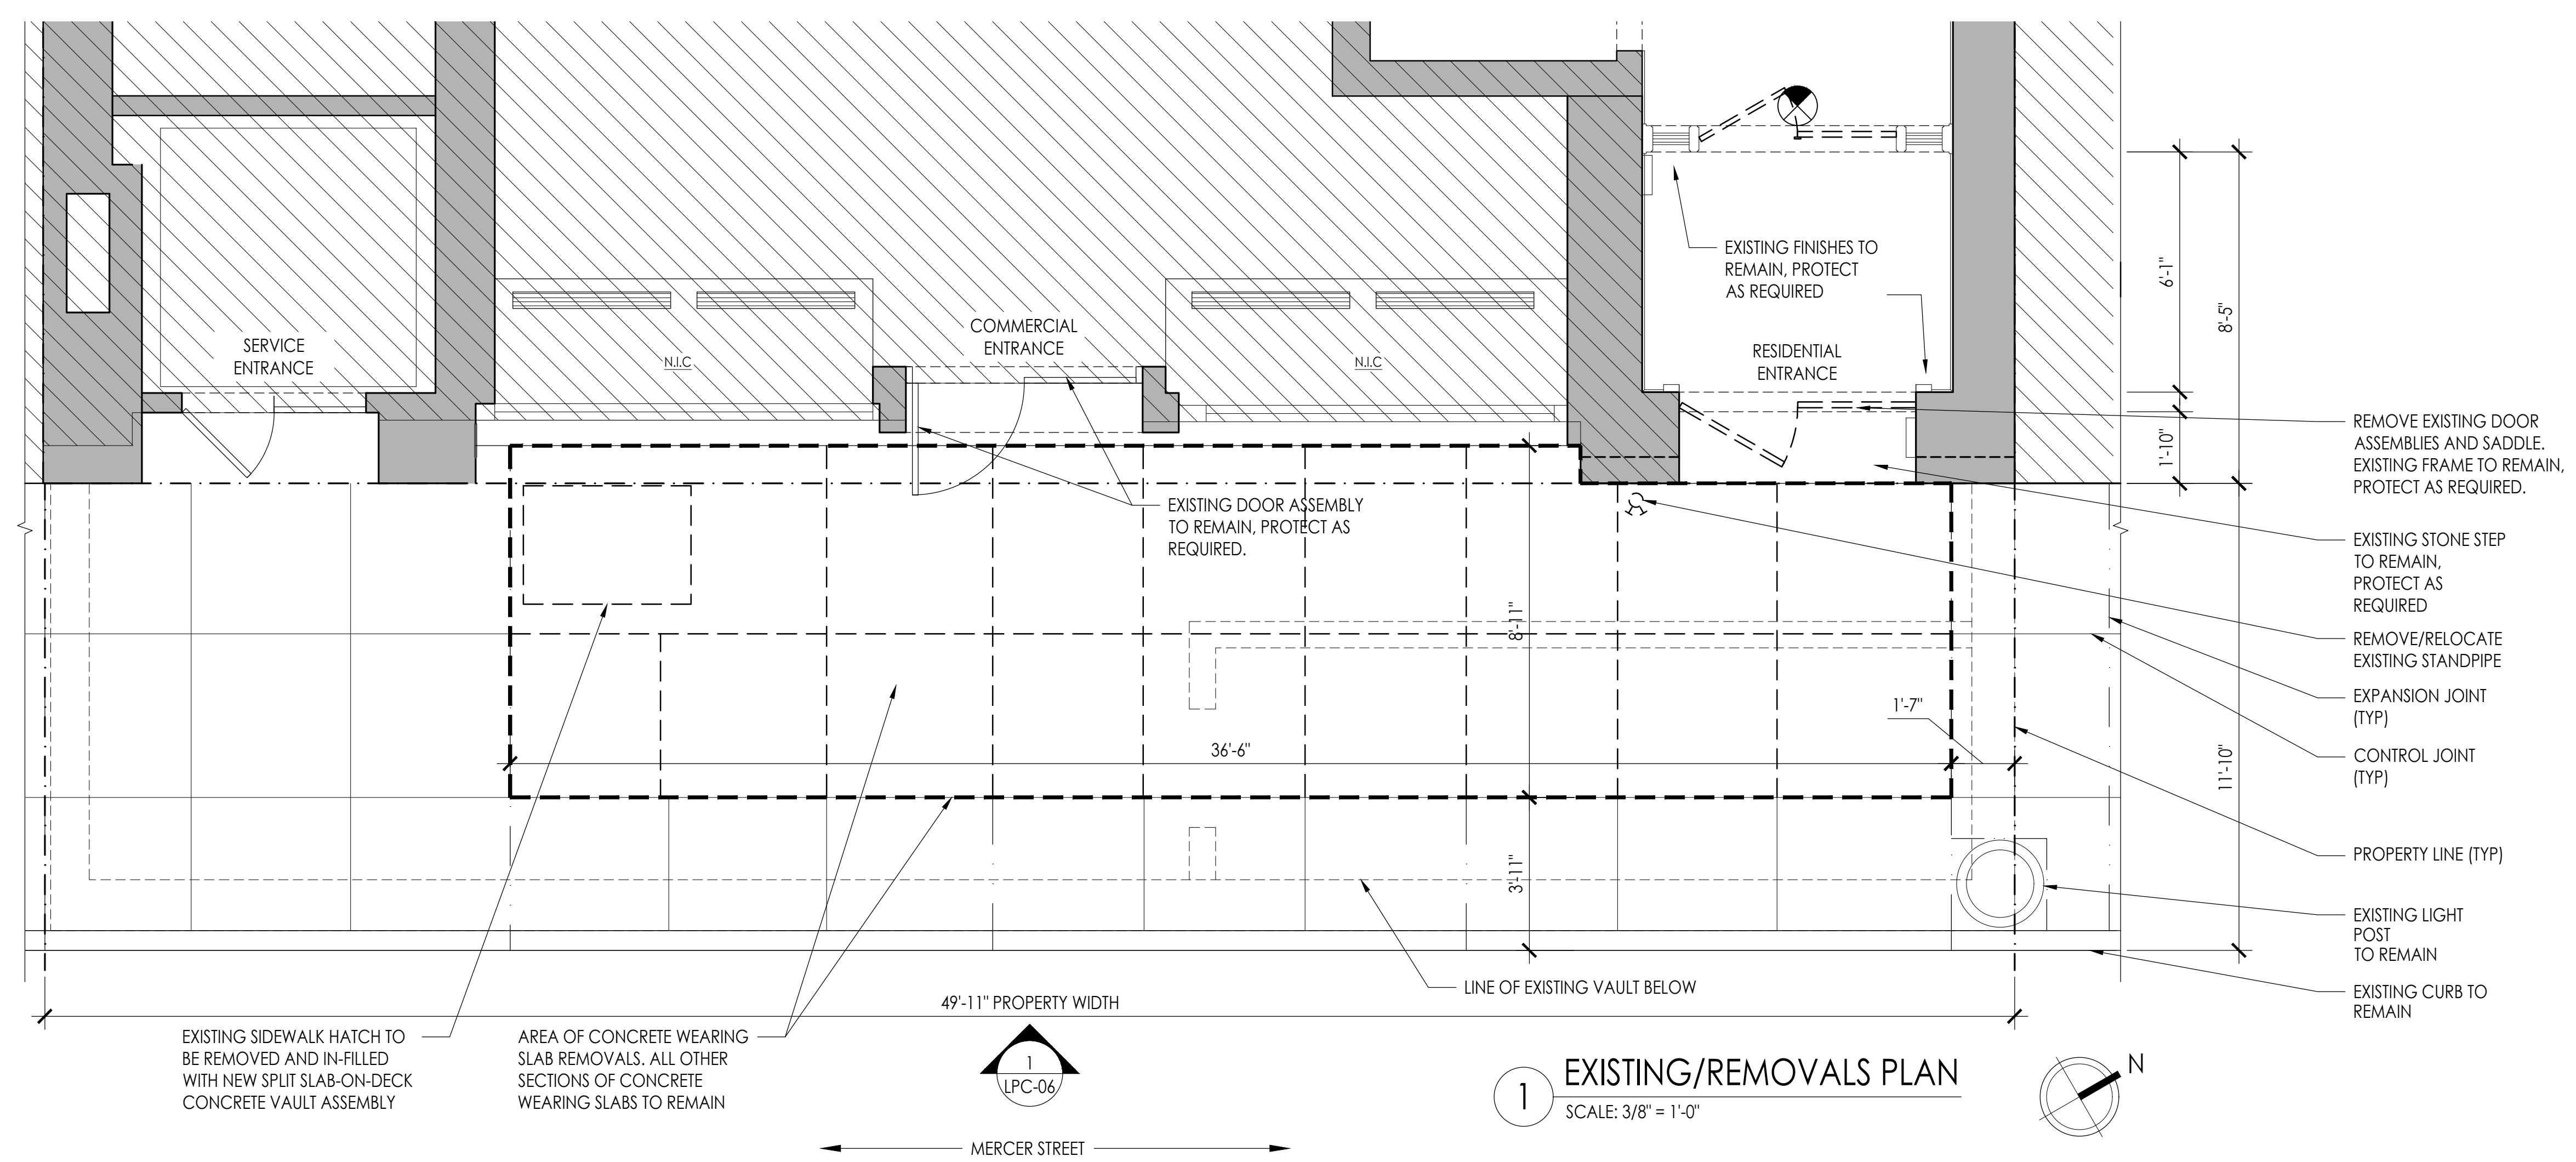 EXISTING FINISHES TO
REMAIN, PROTECT
AS REQUIRED
6'-1"
8'-5"
SERVICE
ENTRANCE
COMMERCIAL
ENTRANCE
N.I.C
N.I.C
RESIDENTIAL
ENTRANCE
1'-10"
REMOVE EXISTING DOOR
ASSEMBLIES AND SADDLE.
EXISTING FRAME TO REMAIN,
PROTECT AS REQUIRED.
EXISTING DOOR ASSEMBLY
TO REMAIN, PROTECT AS
REQUIRED.
EXISTING STONE STEP
TO REMAIN,
PROTECT AS
REQUIRED
8'-11"
REMOVE/RELOCATE
EXISTING STANDPIPE
EXPANSION JOINT
(TYP)
1'-7"
36'-6"
CONTROL JOINT
(TYP)
11'-10"
PROPERTY LINE (TYP)
3'-11"
EXISTING LIGHT
POST
TO REMAIN
LINE OF EXISTING VAULT BELOW
EXISTING CURB TO
REMAIN
49'-11" PROPERTY WIDTH
EXISTING SIDEWALK HATCH TO
BE REMOVED AND IN-FILLED
WITH NEW SPLIT SLAB-ON-DECK
CONCRETE VAULT ASSEMBLY
AREA OF CONCRETE WEARING
SLAB REMOVALS. ALL OTHER
SECTIONS OF CONCRETE
WEARING SLABS TO REMAIN
1
LPC-06
1
EXISTING/REMOVALS PLAN
SCALE: 3/8" = 1'-0"
N
MERCER STREET